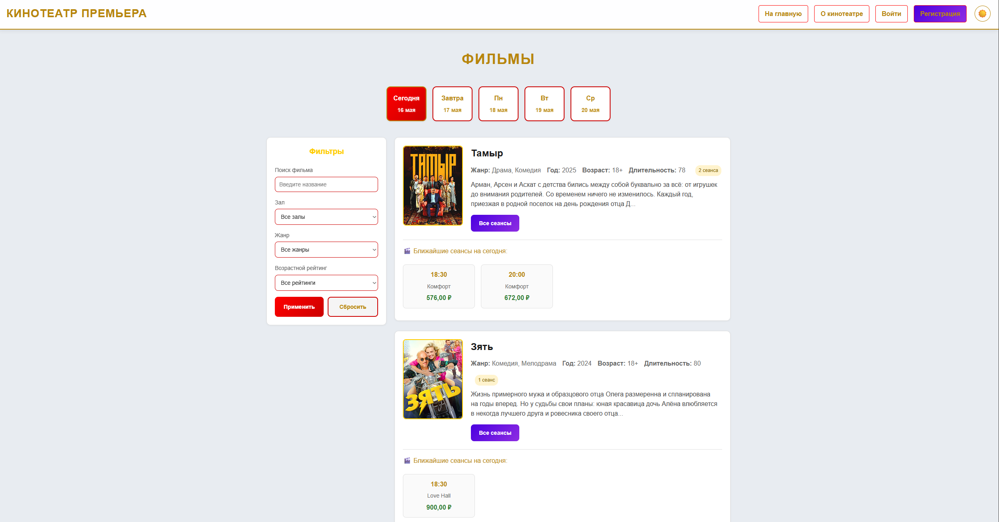 КИНОТЕАТР ПРЕМЬЕРА
На главную
О кинотеатре
Войти
Регистрация
ФИЛЬМЫ
Сегодня
16 мая
Завтра
17 мая
Пн
18 мая
Вт
19 мая
Ср
20 мая
Фильтры
Поиск фильма
Введите название
Зал
Все залы
Жанр
Все жанры
Возрастной рейтинг
Все рейтинги
Применить
Сбросить
ТАМЫР
Тамыр
Жанр: Драма, Комедия Год: 2025 Возраст: 18+ Длительность: 78 2 сеанса
Арман, Арсен и Асхат с детства бились между собой буквально за всё: от игрушек
до внимания родителей. Со временем ничего не изменилось. Каждый год,
приезжая в родной поселок на день рождения отца Д...
Все сеансы
Ближайшие сеансы на сегодня:
18:30
Комфорт
576,00 ₽
20:00
Комфорт
672,00 ₽
ЗЯТЬ
Зять
Жанр: Комедия, Мелодрама Год: 2024 Возраст: 18+ Длительность: 80
1 сеанс
Жизнь примерного мужа и образцового отца Олега размеренна и спланирована
на годы вперед. Но у судьбы свои планы: юная красавица дочь Алёна влюбляется
в некогда лучшего друга и ровесника своего отца...
Все сеансы
Ближайшие сеансы на сегодня:
18:30
Love Hall
900,00 ₽